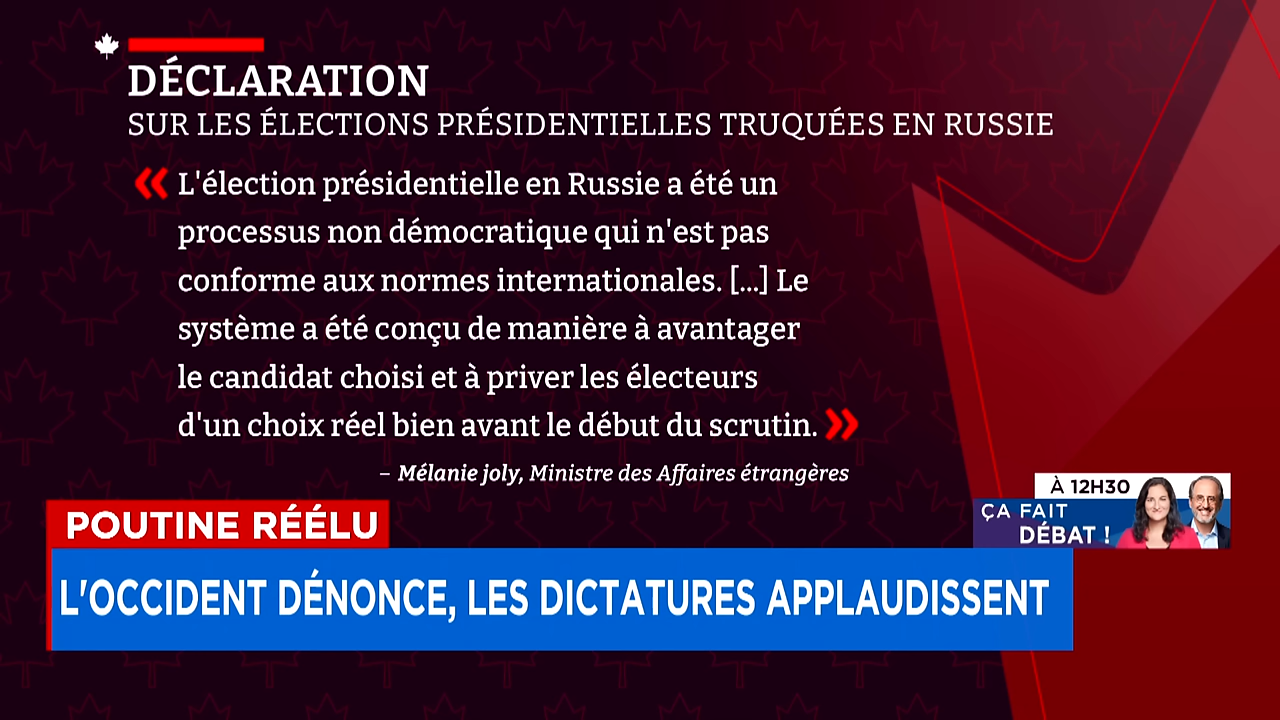 DÉCLARATION
SUR LES ÉLECTIONS PRÉSIDENTIELLES TRUQUÉES EN RUSSIE
« L'élection présidentielle en Russie a été un
processus non démocratique qui n'est pas
conforme aux normes internationales. [...] Le
système a été conçu de manière à avantager
le candidat choisi et à priver les électeurs
d'un choix réel bien avant le début du scrutin. »
– Mélanie joly, Ministre des Affaires étrangères
À 12H30
ÇA FAIT
DÉBAT !
POUTINE RÉÉLU
L'OCCIDENT DÉNONCE, LES DICTATURES APPLAUDISSENT